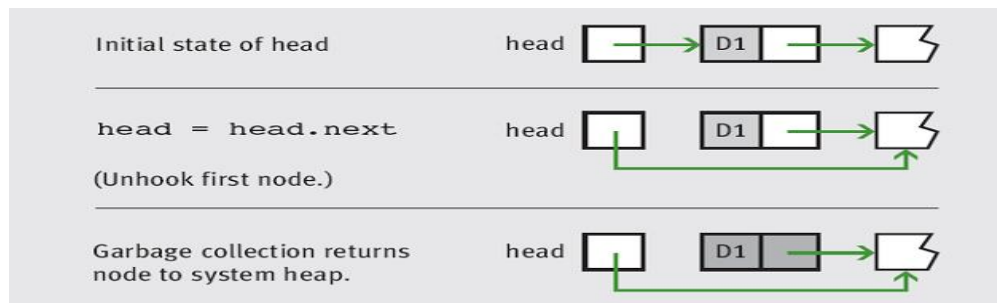 Initial state of head
head
D1
head = head.next
head
D1
(Unhook first node.)
Garbage collection returns
head
D1
node to system heap.